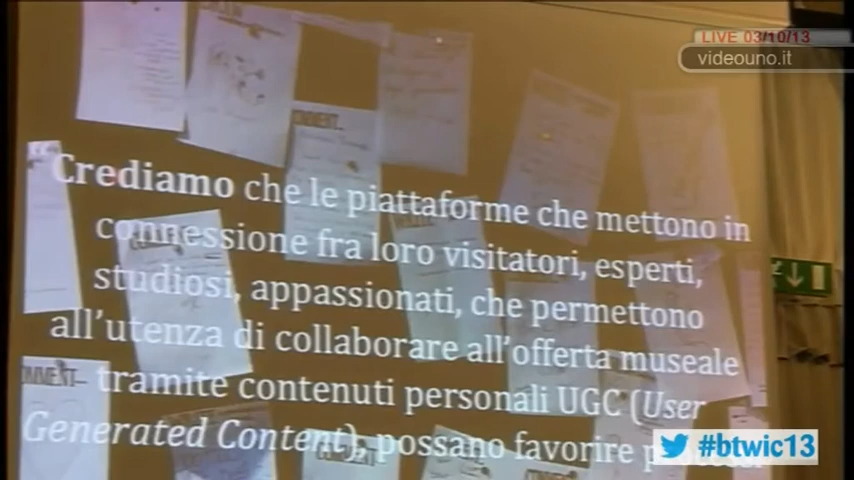 LIVE 03/10/13
videouno.it
Crediamo che le piattaforme che mettono in
connessione fra loro visitatori, esperti,
studiosi, appassionati, che permettono
all'utenza di collaborare all'offerta museale
tramite contenuti personali UGC (User
Generated Content), possano favorire
#btwic13